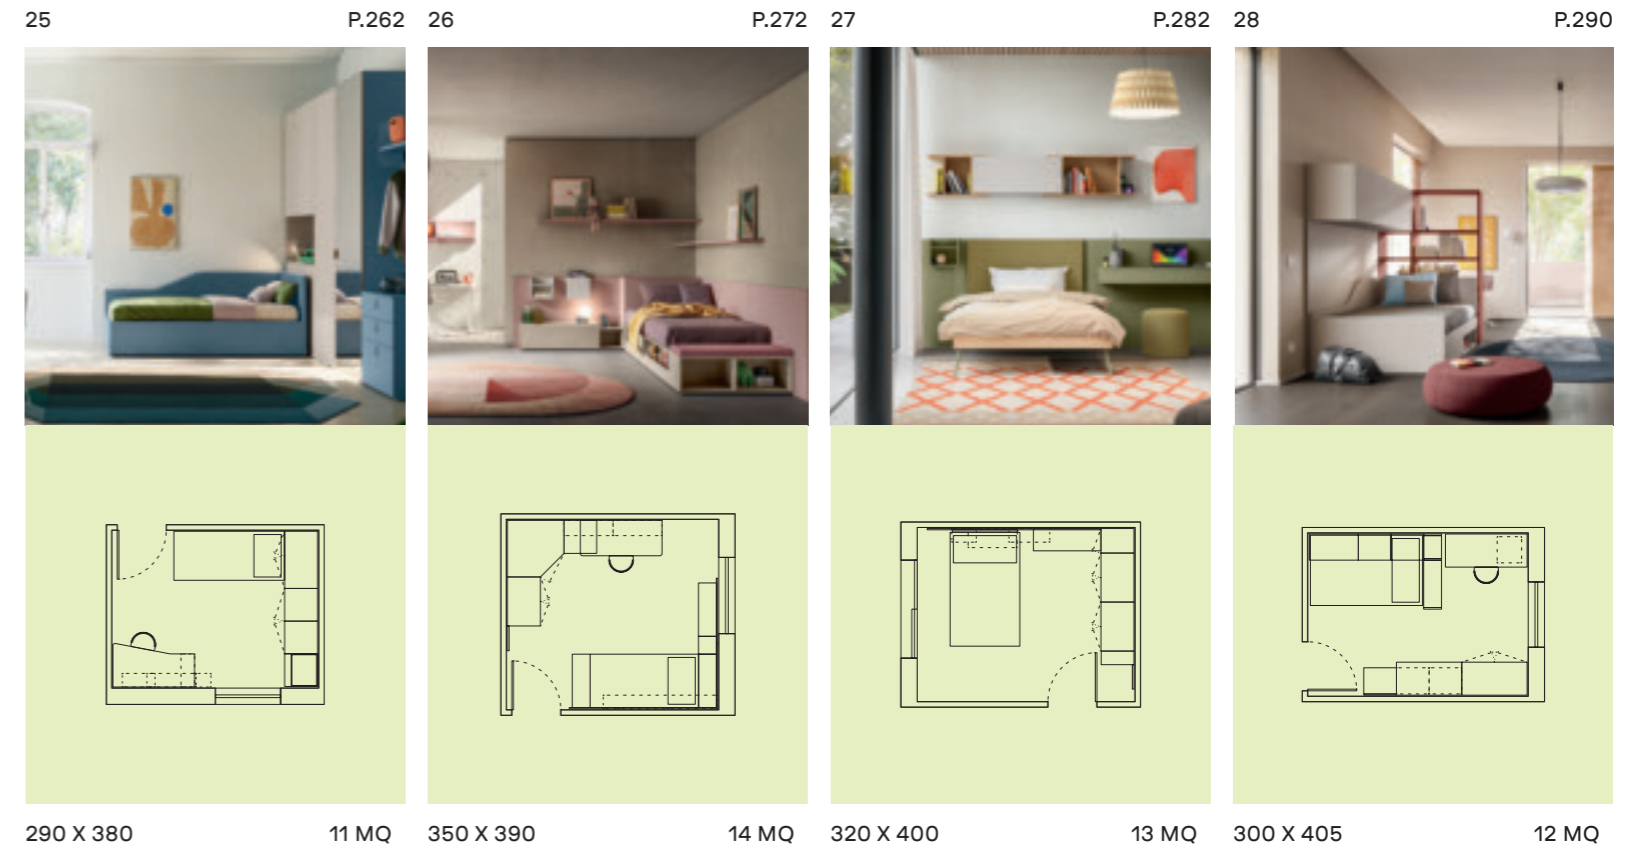 25 P.262
26 P.272
27 P.282
28 P.290
290 X 380 11 MQ
350 X 390 14 MQ
320 X 400 13 MQ
300 X 405 12 MQ